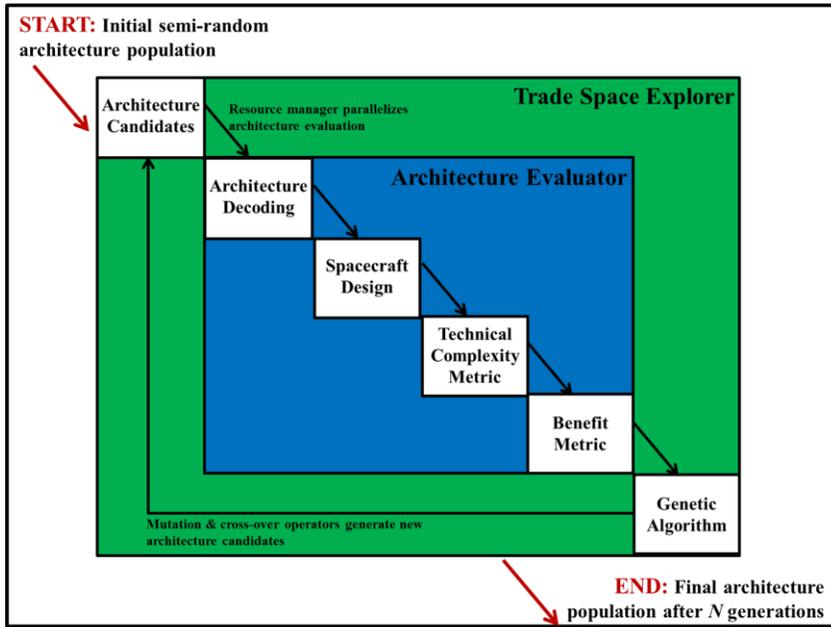 START: Initial semi-random
architecture population
Architecture
Candidates
Resource manager parallelizes
architecture evaluation
Trade Space Explorer
Architecture
Decoding
Architecture Evaluator
Spacecraft
Design
Technical
Complexity
Metric
Benefit
Metric
Genetic
Algorithm
Mutation & cross-over operators generate new
architecture candidates
END: Final architecture
population after N generations